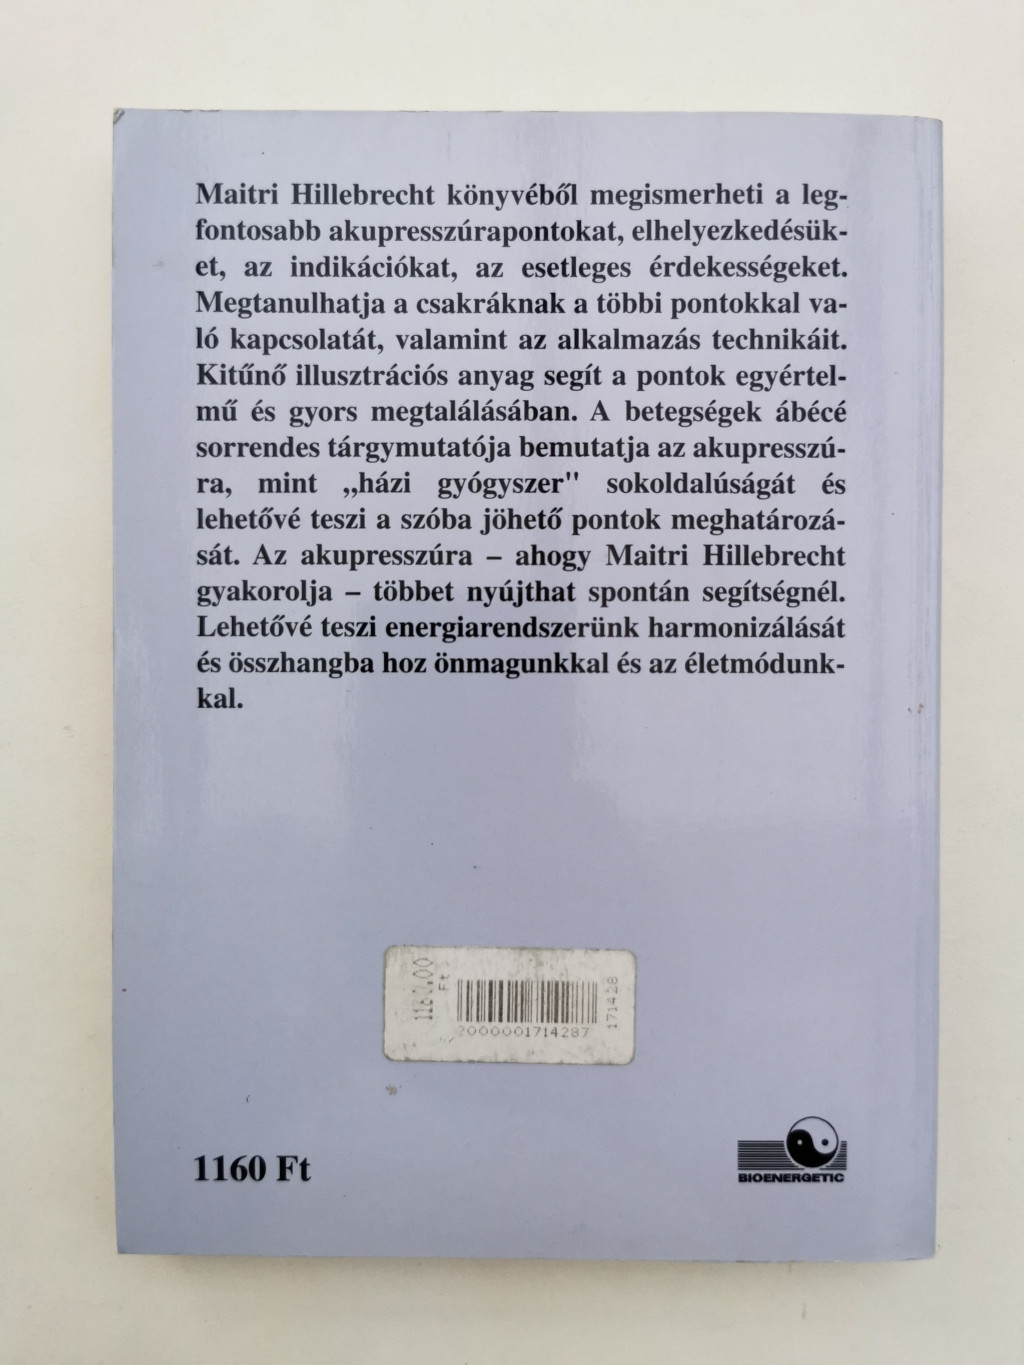 Maitri Hillebrecht könyvéből megismerheti a leg-
fontosabb akupresszúrapontokat, elhelyezkedésük-
et, az indikációkat, az esetleges érdekességeket.
Megtanulhatja a csakráknak a többi pontokkal va-
ló kapcsolatát, valamint az alkalmazás technikáit.
Kitűnő illusztrációs anyag segít a pontok egyértel-
mű és gyors megtalálásában. A betegségek ábécé
sorrendes tárgymutatója bemutatja az akupresszú-
ra, mint „házi gyógyszer" sokoldalúságát és
lehetővé teszi a szóba jöhető pontok meghatározá-
sát. Az akupresszúra – ahogy Maitri Hillebrecht
gyakorolja – többet nyújthat spontán segítségnél.
Lehetővé teszi energiarendszerünk harmonizálását
és összhangba hoz önmagunkkal és az életmódunk-
kal.
Ft
171428
2000001714287
1160 Ft
BIOENERGETIC